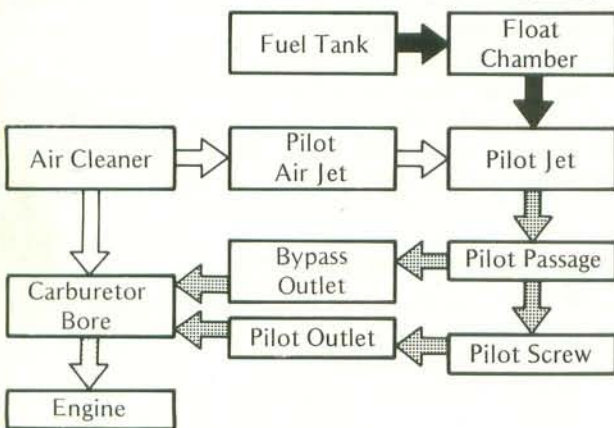 Fuel Tank
Float
Chamber
Air Cleaner
Pilot
Air Jet
Pilot Jet
Bypass
Outlet
Pilot Passage
Carburetor
Bore
Pilot Outlet
Pilot Screw
Engine